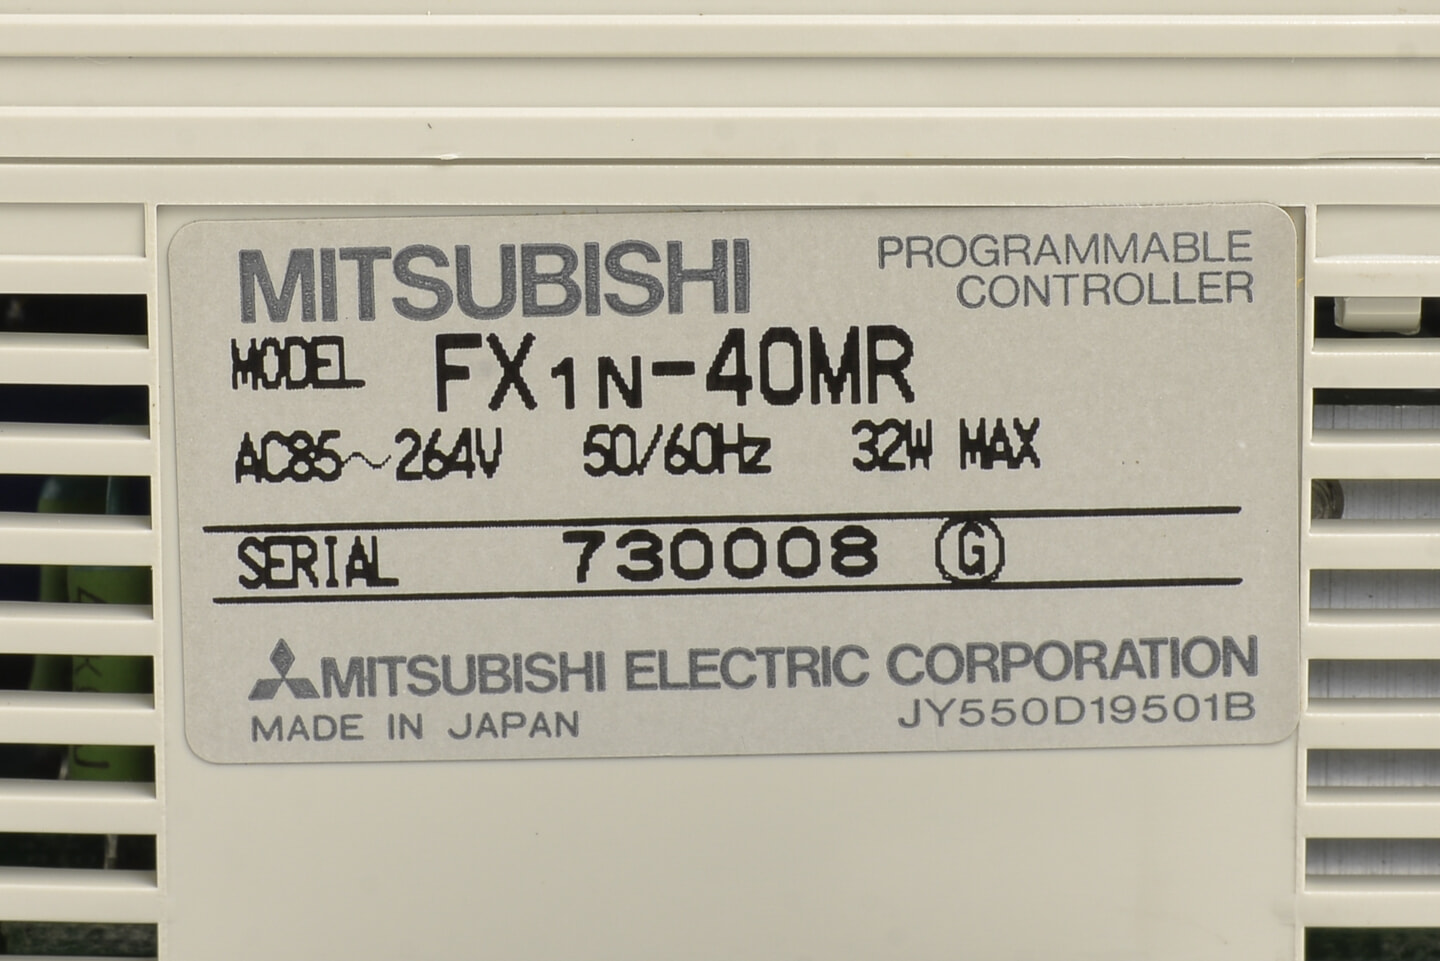 MITSUBISHI
PROGRAMMABLE
CONTROLLER
MODEL FX1N-40MR
AC85~264V 50/60Hz 32W MAX
SERIAL 730008 Ⓖ
MITSUBISHI ELECTRIC CORPORATION
MADE IN JAPAN
JY550D19501B